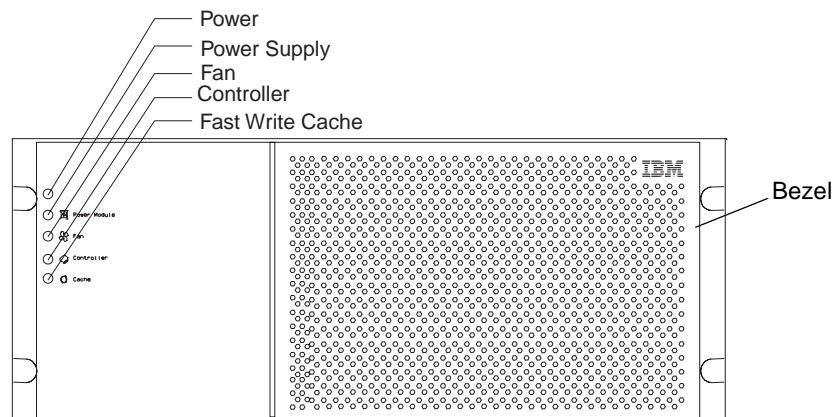 Power
Power Supply
Fan
Controller
Fast Write Cache
IBM
Bezel
Power Module
Fan
Controller
Cache